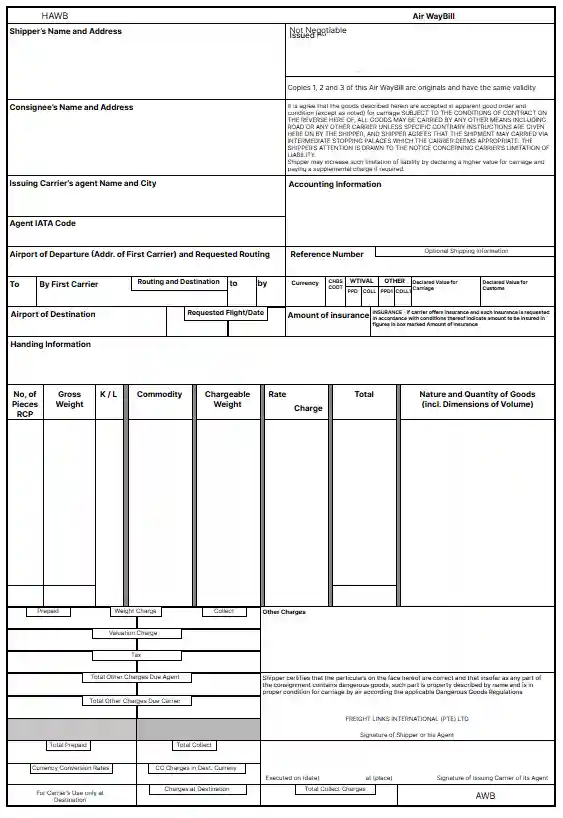 HAWB
Air WayBill
Shipper's Name and Address
Not Negotiable
Issued
Copies 1, 2 and 3 of this Air WayBill are originals and have the same validity
Consignee's Name and Address
It is agree that the goods described herein are accepted in apparent good order and
condition (except as noted) for carriage SUBJECT TO THE CONDITIONS OF CONTRACT ON
THE REVERSE HERE OF, ALL GOODS MAY BE CARRIED BY ANY OTHER MEANS INCLUDING
ROAD OR ANY OTHER CARRIER UNLESS SPECIFIC CONTRARY INSTRUCTIONS ARE GIVEN
HERE ON BY THE SHIPPER, AND SHIPPER AGREES THAT THE SHIPMENT MAY CARRIED VIA
INTERMEDIATE STOPPING PALACES WHICH THE CARRIER DEEMS APPROPRIATE. THE
SHIPPER'S ATTENTION IS DRAWN TO THE NOTICE CONCERNING CARRIER'S LIMITATION OF
LIABILITY.
Shipper may increase such limitation of liability by declaring a higher value for carriage and
paying a supplemental charge if required.
Issuing Carrier's agent Name and City
Accounting Information
Agent IATA Code
Airport of Departure (Addr. of First Carrier) and Requested Routing
Reference Number
Optional Shipping Information
To
By First Carrier
Routing and Destination
to
by
Currency
CHBS
CODT
WTIVAL
OTHER
PPD
COLL
PPD1
COLL1
Declared Value for
Carriage
Declared Value for
Customs
Airport of Destination
Requested Flight/Date
Amount of insurance
INSURANCE - if carrier offers insurance and such insurance is requested
in accordance with conditions thereof indicate amount to be insured in
figures in box marked Amount of insurance
Handing Information
No, of
Pieces
RCP
Gross
Weight
K / L
Commodity
Chargeable
Weight
Rate
Charge
Total
Nature and Quantity of Goods
(incl. Dimensions of Volume)
Prepaid
Weight Charge
Collect
Other Charges
Valuation Charge
Tax
Total Other Charges Due Agent
Shipper certifies that the particulars on the face hereof are correct and that insofar as any part of
the consignment contains dangerous goods, such part is properly described by name and is in
proper condition for carriage by air according the applicable Dangerous Goods Regulations
Total Other Charges Due Carrier
FREIGHT LINKS INTERNATIONAL (PTE) LTD
Signature of Shipper or his Agent
Total Prepaid
Total Collect
Currency Conversion Rates
CC Charges in Dest. Curreny
Executed on (date)
at (place)
Signature of Issuing Carrier of its Agent
For Carrier's Use only at
Destination
Charges at Destination
Total Collect Charges
AWB